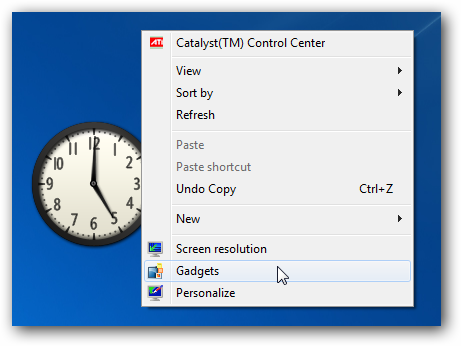 ATI Catalyst(TM) Control Center
View
Sort by
Refresh
Paste
Paste shortcut
Undo Copy Ctrl+Z
New
Screen resolution
Gadgets
Personalize
12
11 1
10 2
9 3
8 4
7 5
6